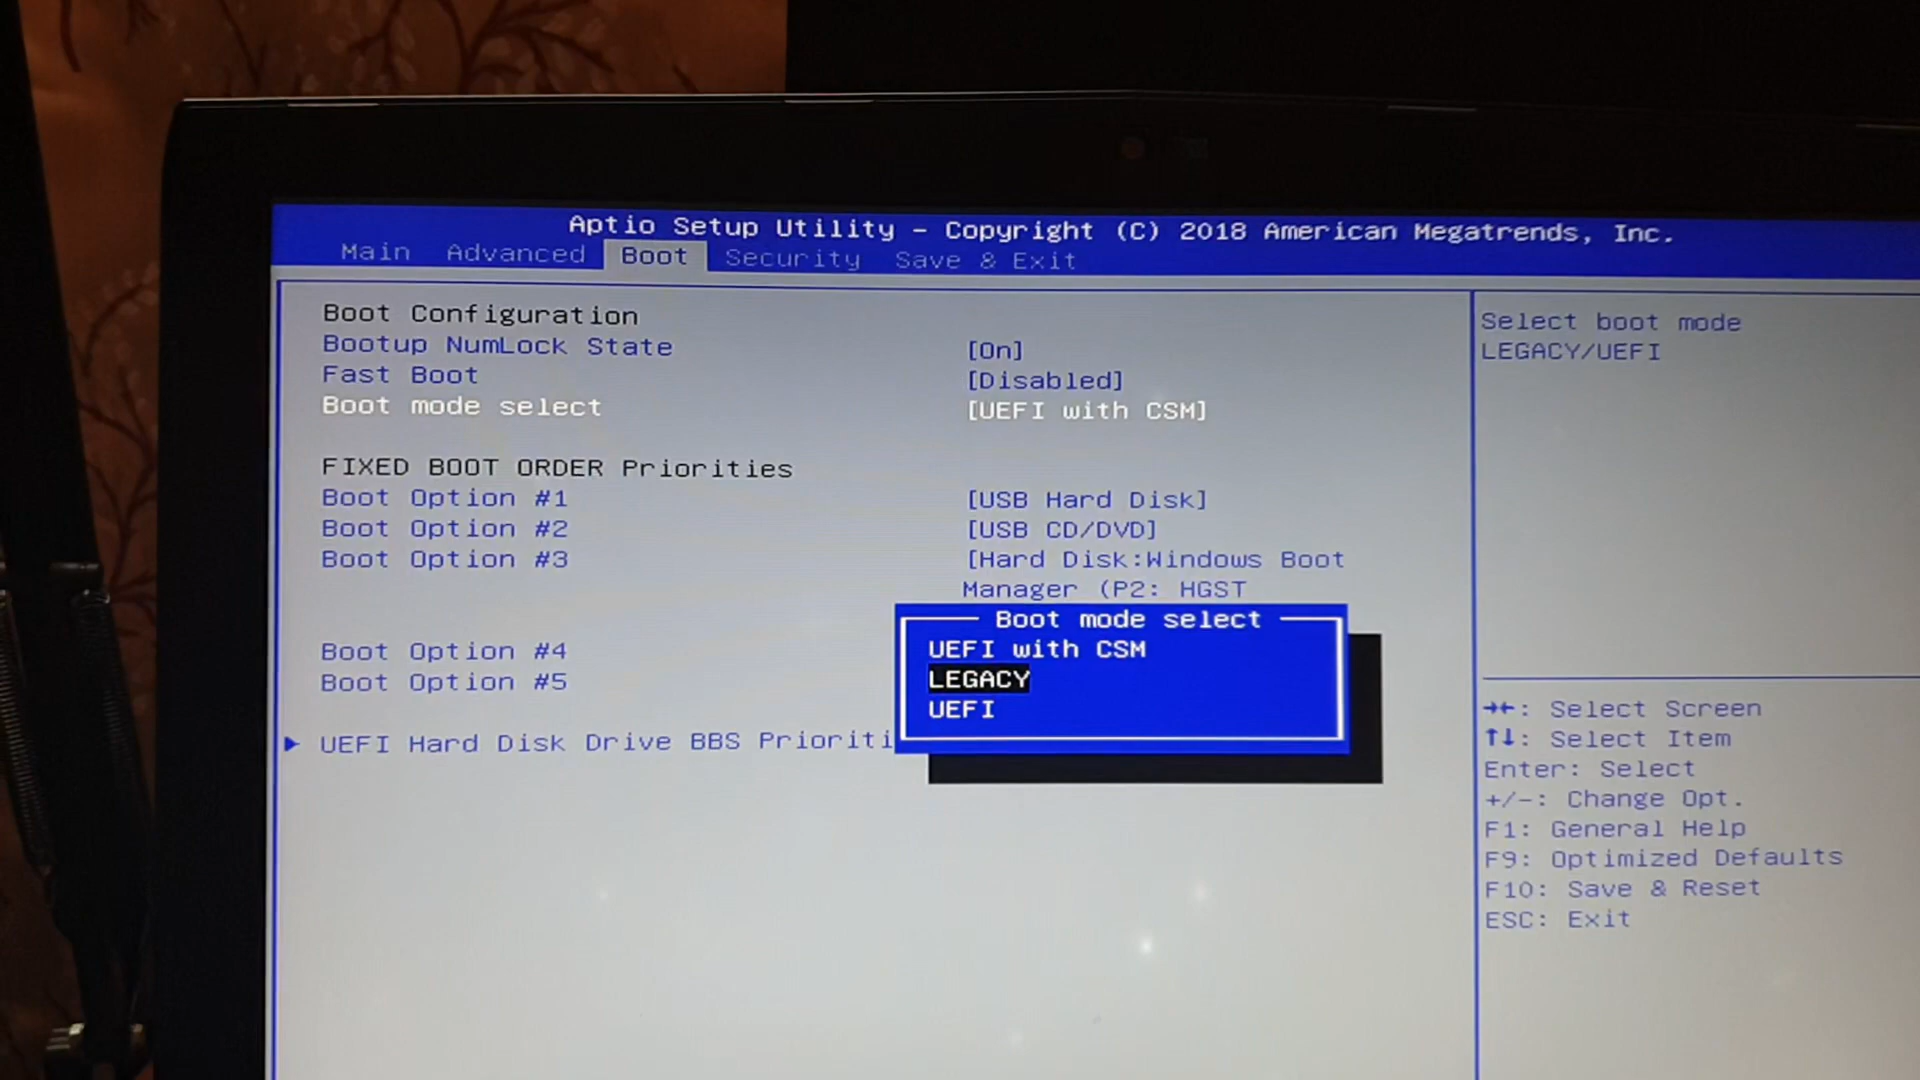 Aptio Setup Utility - Copyright (C) 2018 American Megatrends, Inc.
Main Advanced Boot Security Save & Exit
Boot Configuration
Bootup NumLock State [On]
Fast Boot [Disabled]
Boot mode select [UEFI with CSM]
FIXED BOOT ORDER Priorities
Boot Option #1 [USB Hard Disk]
Boot Option #2 [USB CD/DVD]
Boot Option #3 [Hard Disk:Windows Boot
Manager (P2: HGST
Boot Option #4
Boot Option #5
UEFI Hard Disk Drive BBS Prioriti
Boot mode select
UEFI with CSM
LEGACY
UEFI
Select boot mode
LEGACY/UEFI
→←: Select Screen
↑↓: Select Item
Enter: Select
+/-: Change Opt.
F1: General Help
F9: Optimized Defaults
F10: Save & Reset
ESC: Exit